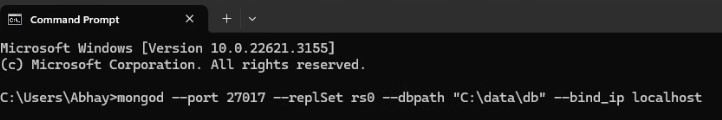 Command Prompt
Microsoft Windows [Version 10.0.22621.3155]
(c) Microsoft Corporation. All rights reserved.
C:\Users\Abhay>mongod --port 27017 --replSet rs0 --dbpath "C:\data\db" --bind_ip localhost